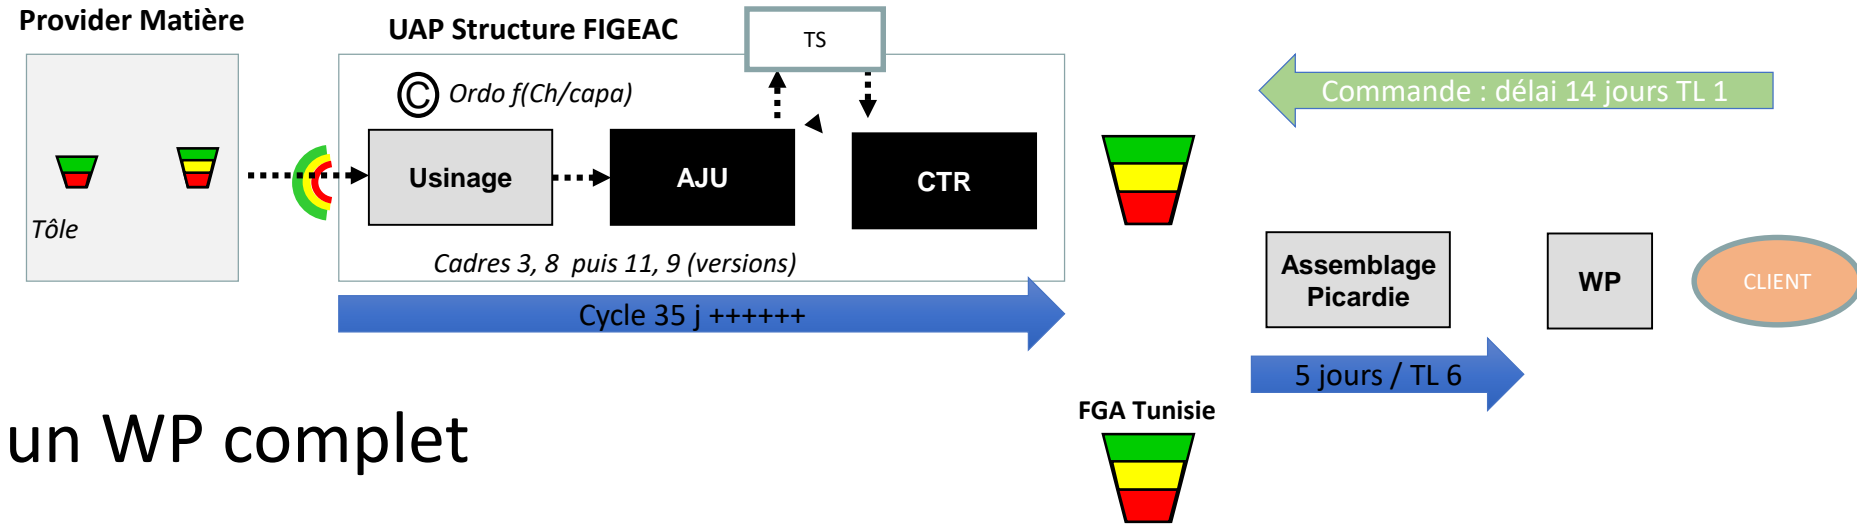 Provider Matière
UAP Structure FIGEAC
TS
© Ordo f(Ch/capa)
Commande : délai 14 jours TL 1
Usinage
AJU
CTR
Tôle
Cadres 3, 8 puis 11, 9 (versions)
Assemblage
Picardie
WP
CLIENT
Cycle 35 j ++++++
5 jours / TL 6
FGA Tunisie
un WP complet